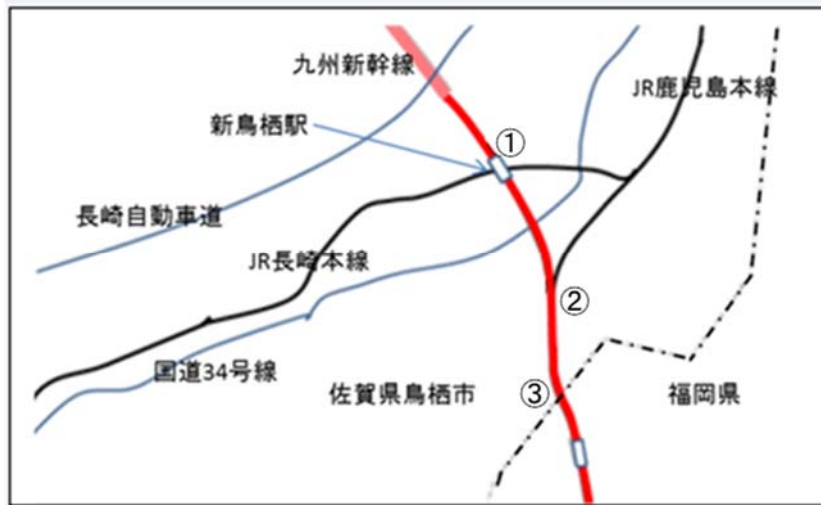 九州新幹線
JR鹿児島本線
新鳥栖駅
①
長崎自動車道
JR長崎本線
②
国道34号線
佐賀県鳥栖市
③
福岡県